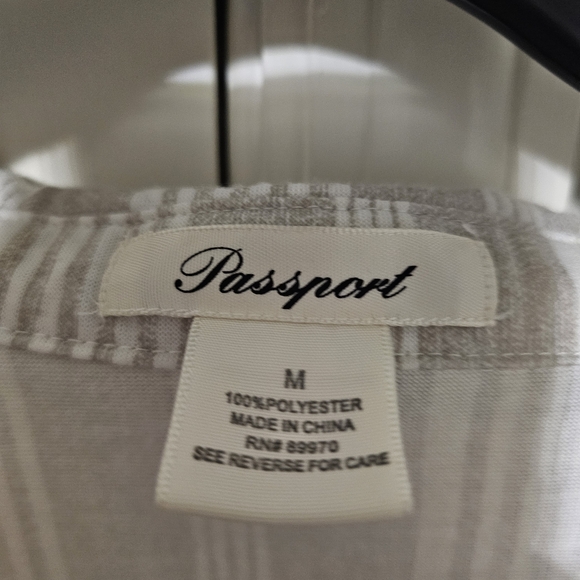 Passport
M
100%POLYESTER
MADE IN CHINA
RN# 89970
SEE REVERSE FOR CARE